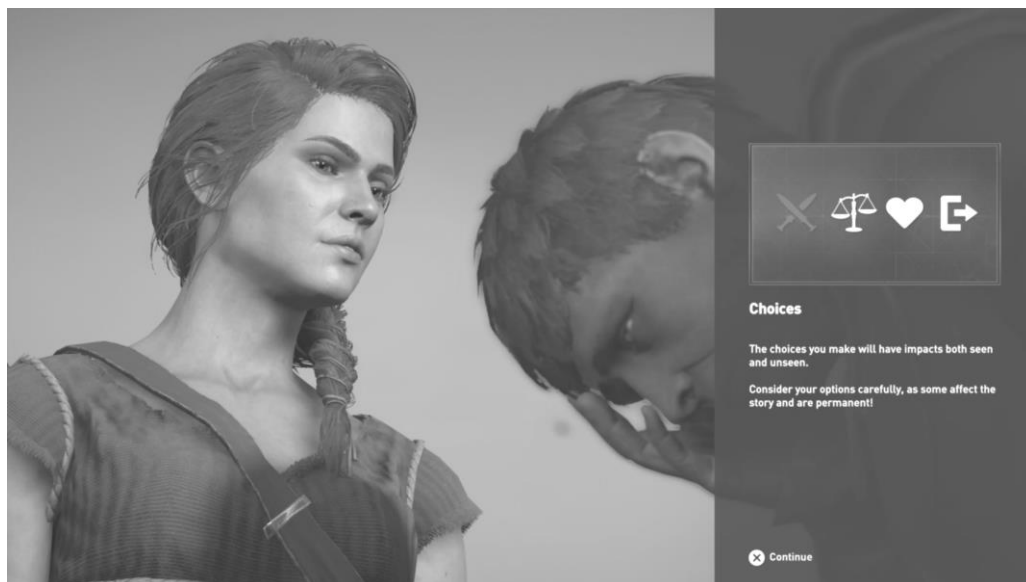 Choices
The choices you make will have impacts both seen
and unseen.
Consider your options carefully, as some affect the
story and are permanent!
Continue